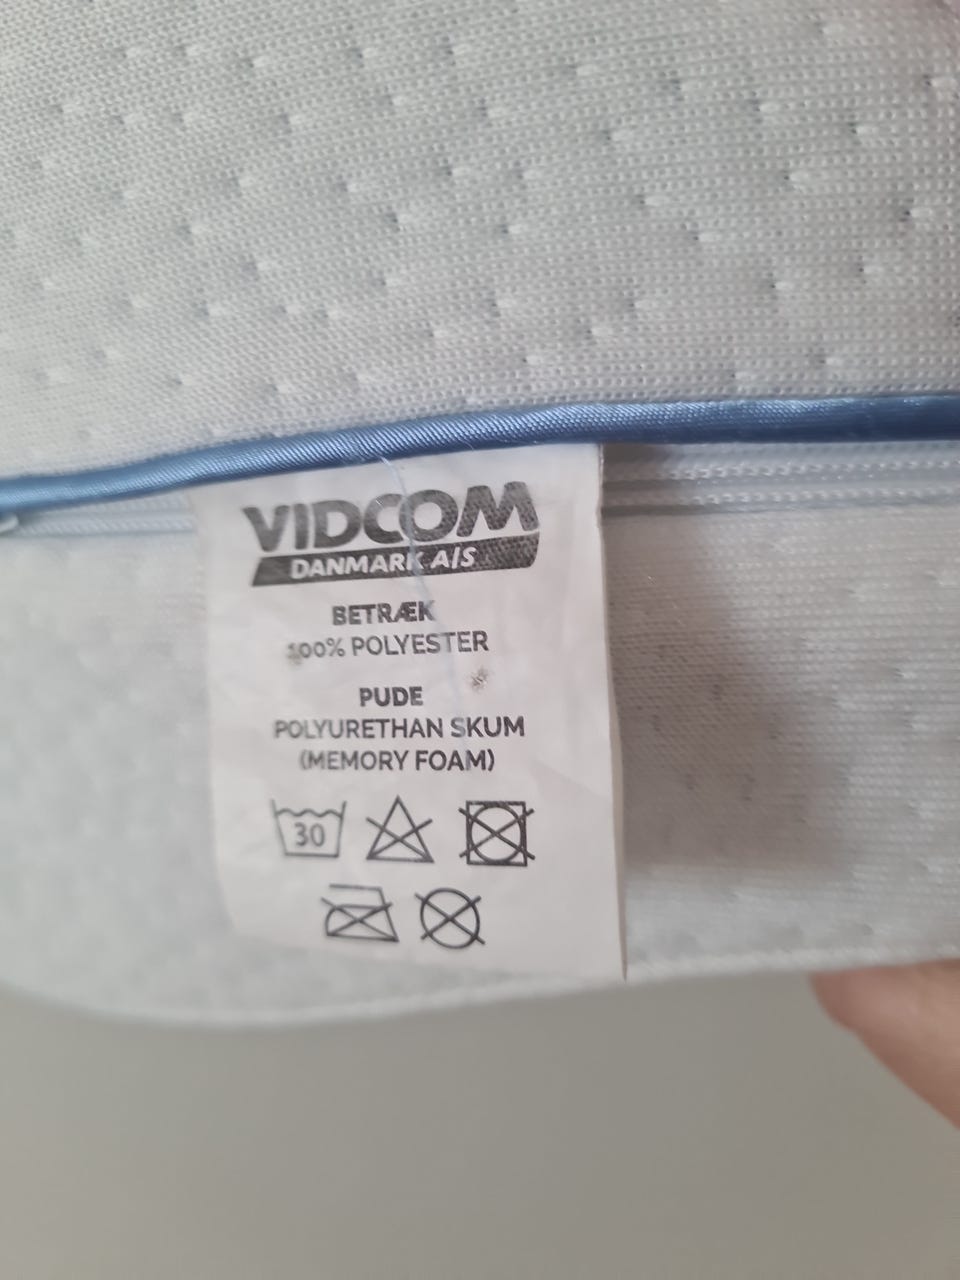 VIDCOM
DANMARK A/S
BETRÆK
100% POLYESTER
PUDE
POLYURETHAN SKUM
(MEMORY FOAM)
30